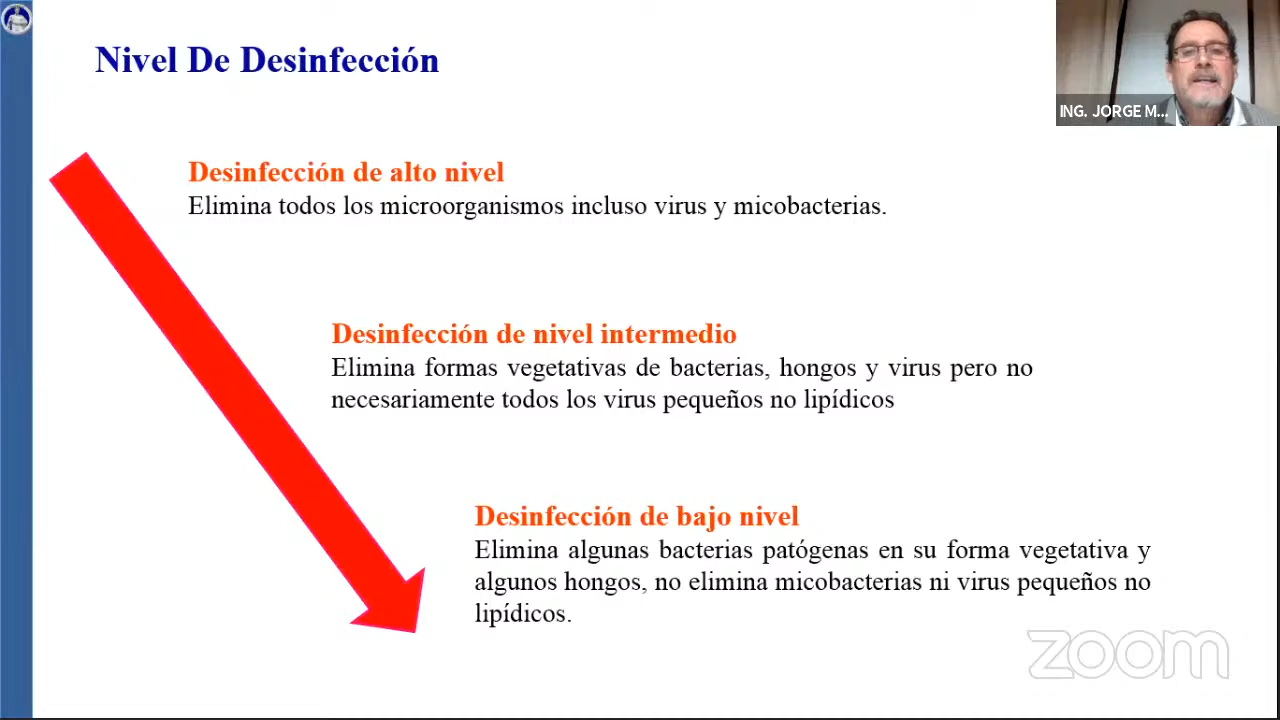 Nivel De Desinfección
ING. JORGE M...
Desinfección de alto nivel
Elimina todos los microorganismos incluso virus y micobacterias.
Desinfección de nivel intermedio
Elimina formas vegetativas de bacterias, hongos y virus pero no
necesariamente todos los virus pequeños no lipídicos
Desinfección de bajo nivel
Elimina algunas bacterias patógenas en su forma vegetativa y
algunos hongos, no elimina micobacterias ni virus pequeños no
lipídicos.
zoom